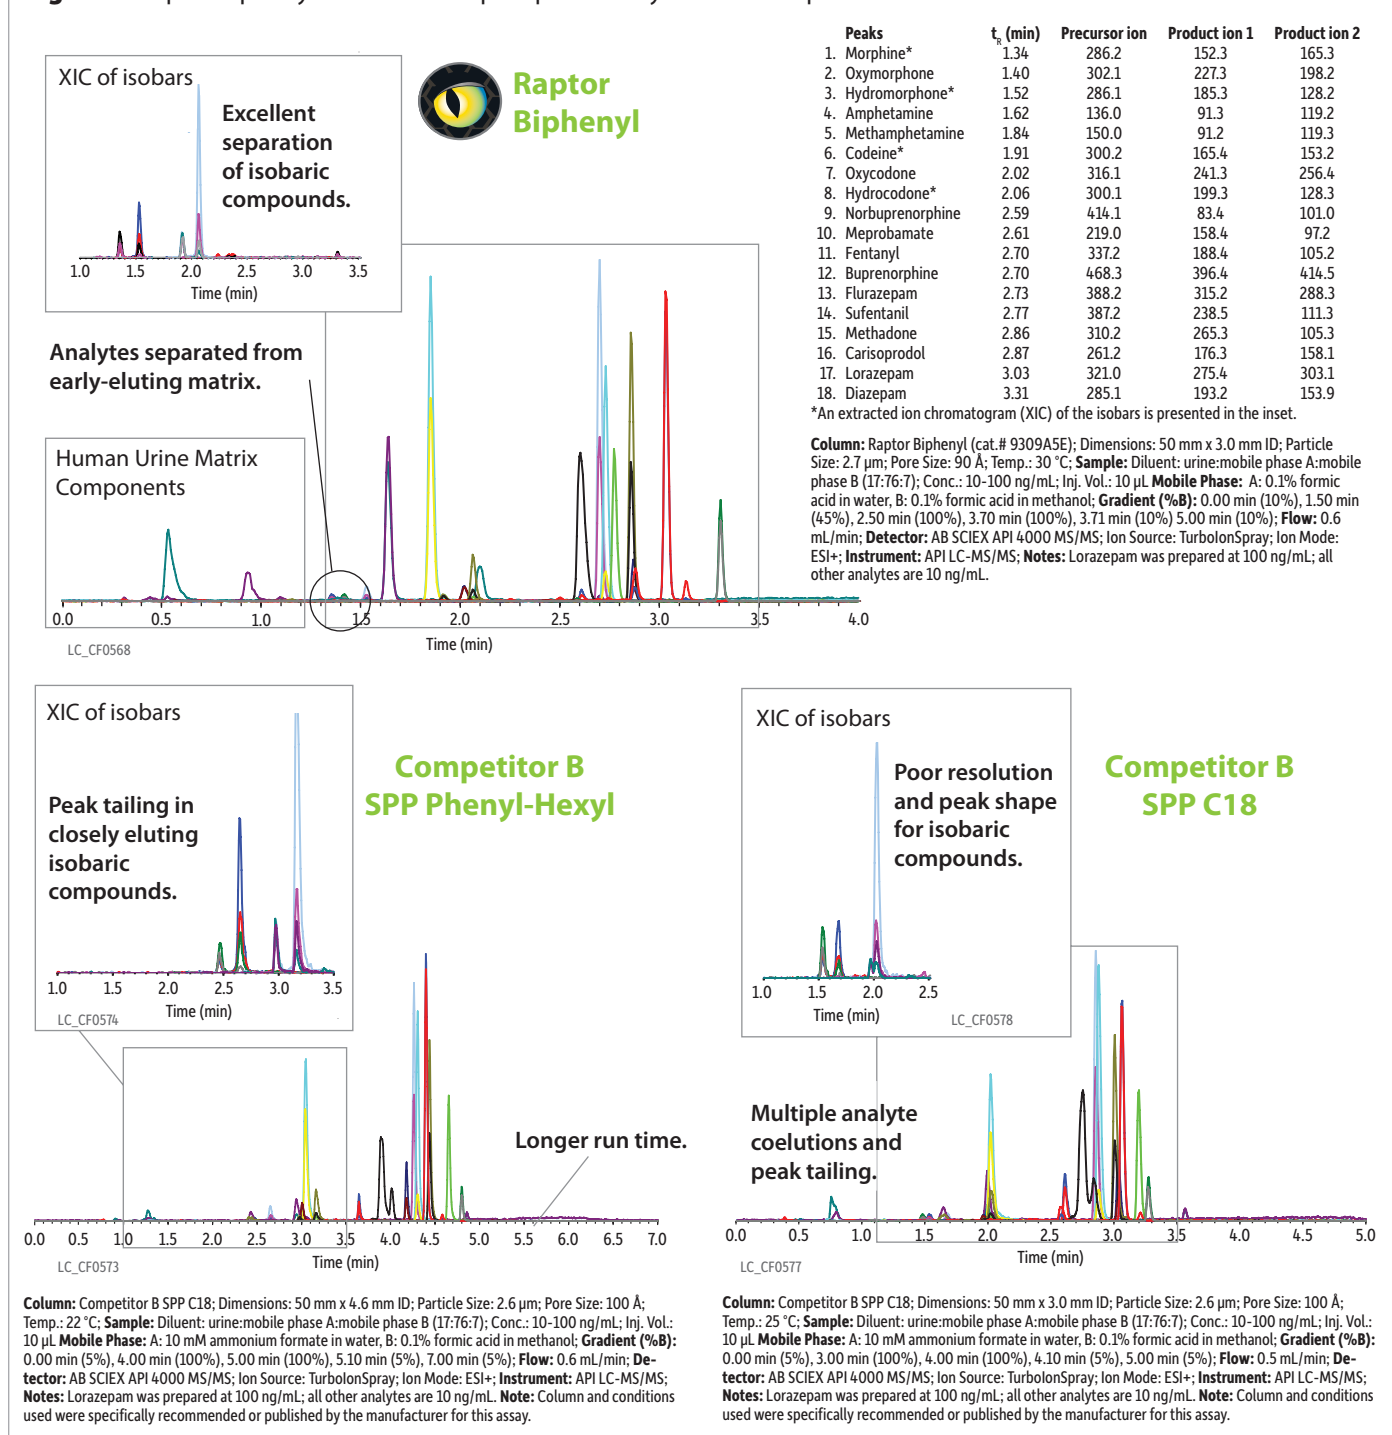 XIC of isobars
Excellent
separation
of isobaric
compounds.
1.0 1.5 2.0 2.5 3.0 3.5
Time (min)
Raptor
Biphenyl
Analytes separated from
early-eluting matrix.
Human Urine Matrix
Components
0.0 0.5 1.0 1.5 2.0 2.5 3.0 3.5 4.0
Time (min)
LC_CF0568
Peaks tR (min) Precursor ion Product ion 1 Product ion 2
1. Morphine* 1.34 286.2 152.3 165.3
2. Oxymorphone 1.40 302.1 227.3 198.2
3. Hydromorphone* 1.52 286.1 185.3 128.2
4. Amphetamine 1.62 136.0 91.3 119.2
5. Methamphetamine 1.84 150.0 91.2 119.3
6. Codeine* 1.91 300.2 165.4 153.2
7. Oxycodone 2.02 316.1 241.3 256.4
8. Hydrocodone* 2.06 300.1 199.3 128.3
9. Norbuprenorphine 2.59 414.1 83.4 101.0
10. Meprobamate 2.61 219.0 158.4 97.2
11. Fentanyl 2.70 337.2 188.4 105.2
12. Buprenorphine 2.70 468.3 396.4 414.5
13. Flurazepam 2.73 388.2 315.2 288.3
14. Sufentanil 2.77 387.2 238.5 111.3
15. Methadone 2.86 310.2 265.3 105.3
16. Carisoprodol 2.87 261.2 176.3 158.1
17. Lorazepam 3.03 321.0 275.4 303.1
18. Diazepam 3.31 285.1 193.2 153.9
*An extracted ion chromatogram (XIC) of the isobars is presented in the inset.
Column: Raptor Biphenyl (cat.# 9309A5E); Dimensions: 50 mm x 3.0 mm ID; Particle
Size: 2.7 µm; Pore Size: 90 Å; Temp.: 30 °C; Sample: Diluent: urine:mobile phase A:mobile
phase B (17:76:7); Conc.: 10-100 ng/mL; Inj. Vol.: 10 µL Mobile Phase: A: 0.1% formic
acid in water, B: 0.1% formic acid in methanol; Gradient (%B): 0.00 min (10%), 1.50 min
(45%), 2.50 min (100%), 3.70 min (100%), 3.71 min (10%) 5.00 min (10%); Flow: 0.6
mL/min; Detector: AB SCIEX API 4000 MS/MS; Ion Source: TurboIonSpray; Ion Mode:
ESI+; Instrument: API LC-MS/MS; Notes: Lorazepam was prepared at 100 ng/mL; all
other analytes are 10 ng/mL.
XIC of isobars
Peak tailing in
closely eluting
isobaric
compounds.
1.0 1.5 2.0 2.5 3.0 3.5
Time (min)
LC_CF0574
Competitor B
SPP Phenyl-Hexyl
Longer run time.
0.0 0.5 1.0 1.5 2.0 2.5 3.0 3.5 4.0 4.5 5.0 5.5 6.0 6.5 7.0
Time (min)
LC_CF0573
Column: Competitor B SPP C18; Dimensions: 50 mm x 4.6 mm ID; Particle Size: 2.6 µm; Pore Size: 100 Å;
Temp.: 22 °C; Sample: Diluent: urine:mobile phase A:mobile phase B (17:76:7); Conc.: 10-100 ng/mL; Inj. Vol.:
10 µL Mobile Phase: A: 10 mM ammonium formate in water, B: 0.1% formic acid in methanol; Gradient (%B):
0.00 min (5%), 4.00 min (100%), 5.00 min (100%), 5.10 min (5%), 7.00 min (5%); Flow: 0.6 mL/min; De-
tector: AB SCIEX API 4000 MS/MS; Ion Source: TurboIonSpray; Ion Mode: ESI+; Instrument: API LC-MS/MS;
Notes: Lorazepam was prepared at 100 ng/mL; all other analytes are 10 ng/mL. Note: Column and conditions
used were specifically recommended or published by the manufacturer for this assay.
XIC of isobars
Poor resolution
and peak shape
for isobaric
compounds.
1.0 1.5 2.0 2.5
Time (min)
LC_CF0578
Competitor B
SPP C18
Multiple analyte
coelutions and
peak tailing.
0.0 0.5 1.0 1.5 2.0 2.5 3.0 3.5 4.0 4.5 5.0
Time (min)
LC_CF0577
Column: Competitor B SPP C18; Dimensions: 50 mm x 3.0 mm ID; Particle Size: 2.6 µm; Pore Size: 100 Å;
Temp.: 25 °C; Sample: Diluent: urine:mobile phase A:mobile phase B (17:76:7); Conc.: 10-100 ng/mL; Inj. Vol.:
10 µL Mobile Phase: A: 10 mM ammonium formate in water, B: 0.1% formic acid in methanol; Gradient (%B):
0.00 min (5%), 3.00 min (100%), 4.00 min (100%), 4.10 min (5%), 5.00 min (5%); Flow: 0.5 mL/min; De-
tector: AB SCIEX API 4000 MS/MS; Ion Source: TurboIonSpray; Ion Mode: ESI+; Instrument: API LC-MS/MS;
Notes: Lorazepam was prepared at 100 ng/mL; all other analytes are 10 ng/mL. Note: Column and conditions
used were specifically recommended or published by the manufacturer for this assay.